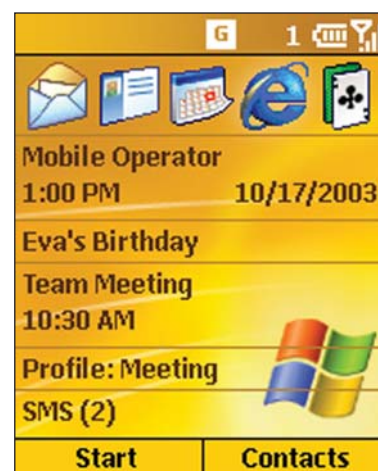 G 1
Mobile Operator
1:00 PM 10/17/2003
Eva's Birthday
Team Meeting
10:30 AM
Profile: Meeting
SMS (2)
Start Contacts